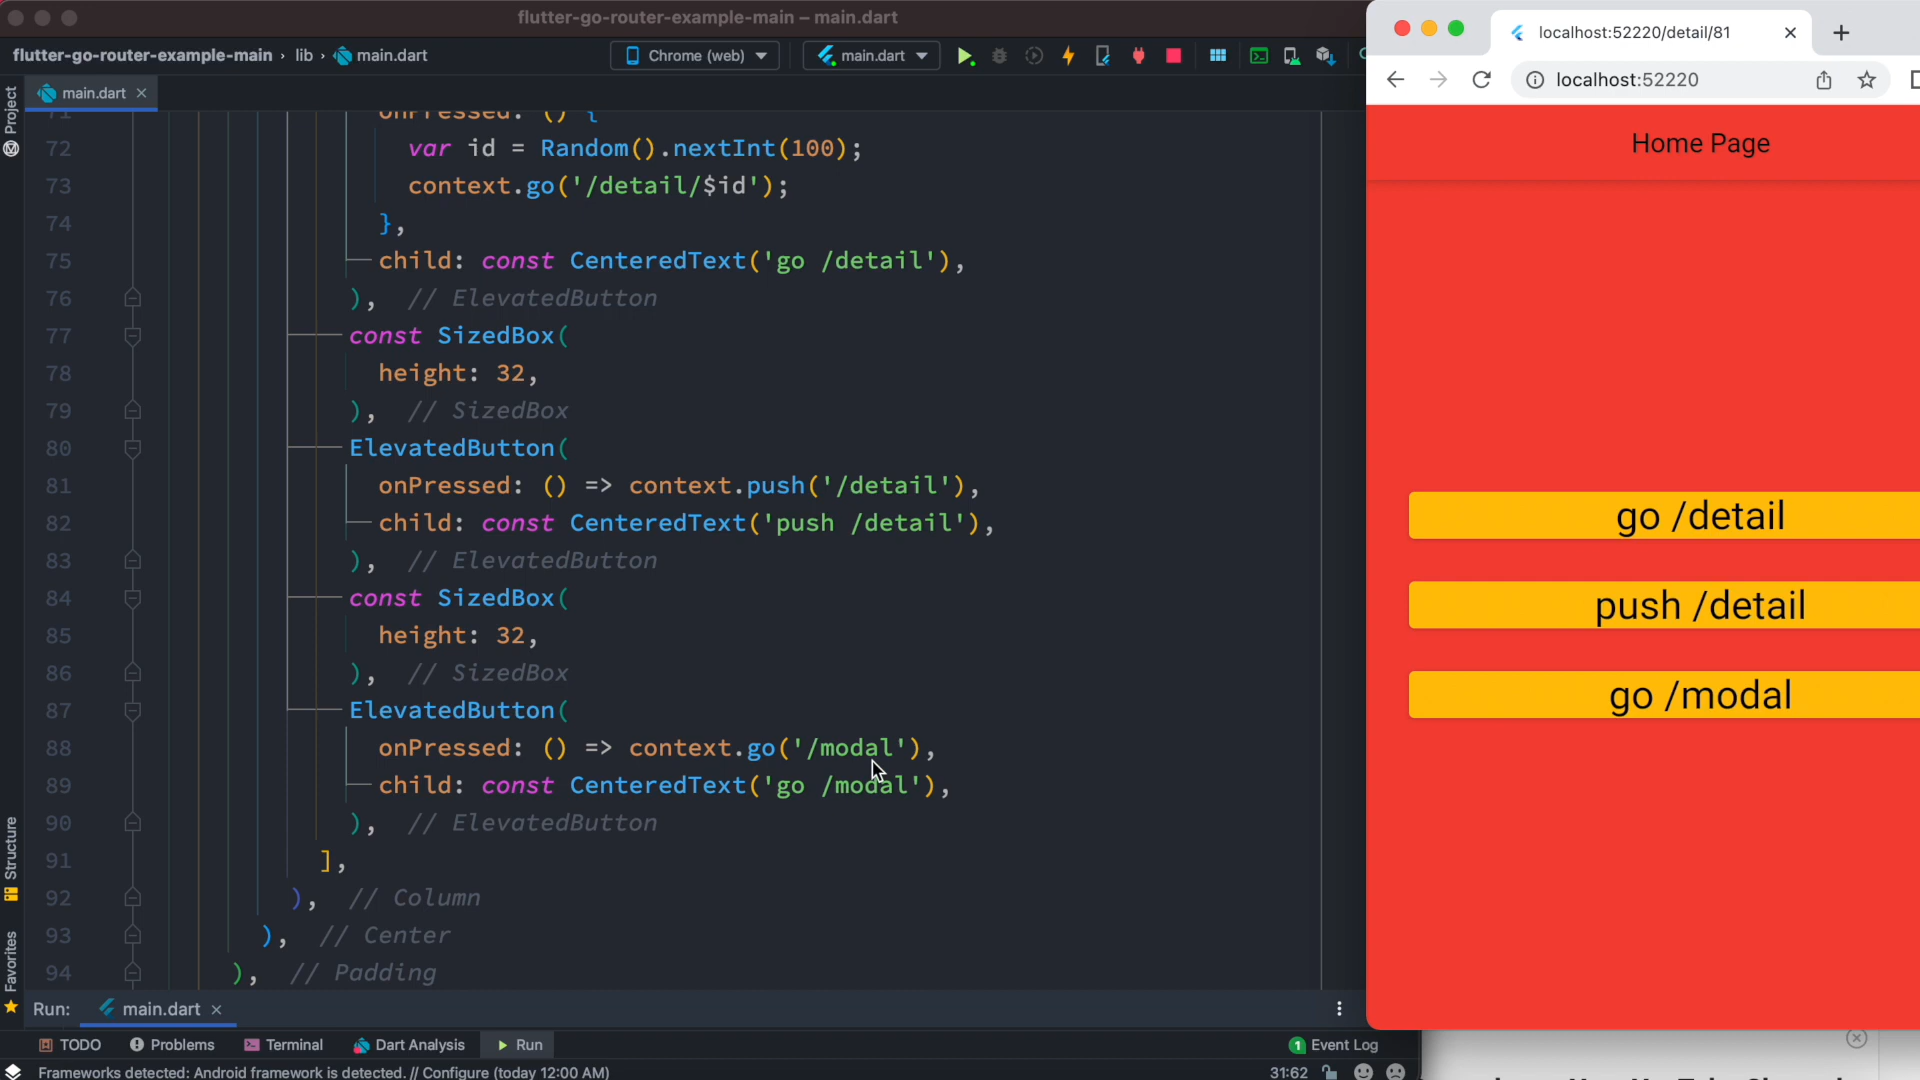 flutter-go-router-example-main – main.dart
flutter-go-router-example-main › lib › main.dart
Chrome (web)
main.dart
Project
main.dart
71 onPressed: () {
72 var id = Random().nextInt(100);
73 context.go('/detail/$id');
74 },
75 child: const CenteredText('go /detail'),
76 ), // ElevatedButton
77 const SizedBox(
78 height: 32,
79 ), // SizedBox
80 ElevatedButton(
81 onPressed: () => context.push('/detail'),
82 child: const CenteredText('push /detail'),
83 ), // ElevatedButton
84 const SizedBox(
85 height: 32,
86 ), // SizedBox
87 ElevatedButton(
88 onPressed: () => context.go('/modal'),
89 child: const CenteredText('go /modal'),
90 ), // ElevatedButton
91 ],
92 ), // Column
93 ), // Center
94 ), // Padding
Structure
Favorites
Run: main.dart
TODO Problems Terminal Dart Analysis Run
1 Event Log
Frameworks detected: Android framework is detected. // Configure (today 12:00 AM)
31:62
localhost:52220/detail/81
localhost:52220
Home Page
go /detail
push /detail
go /modal